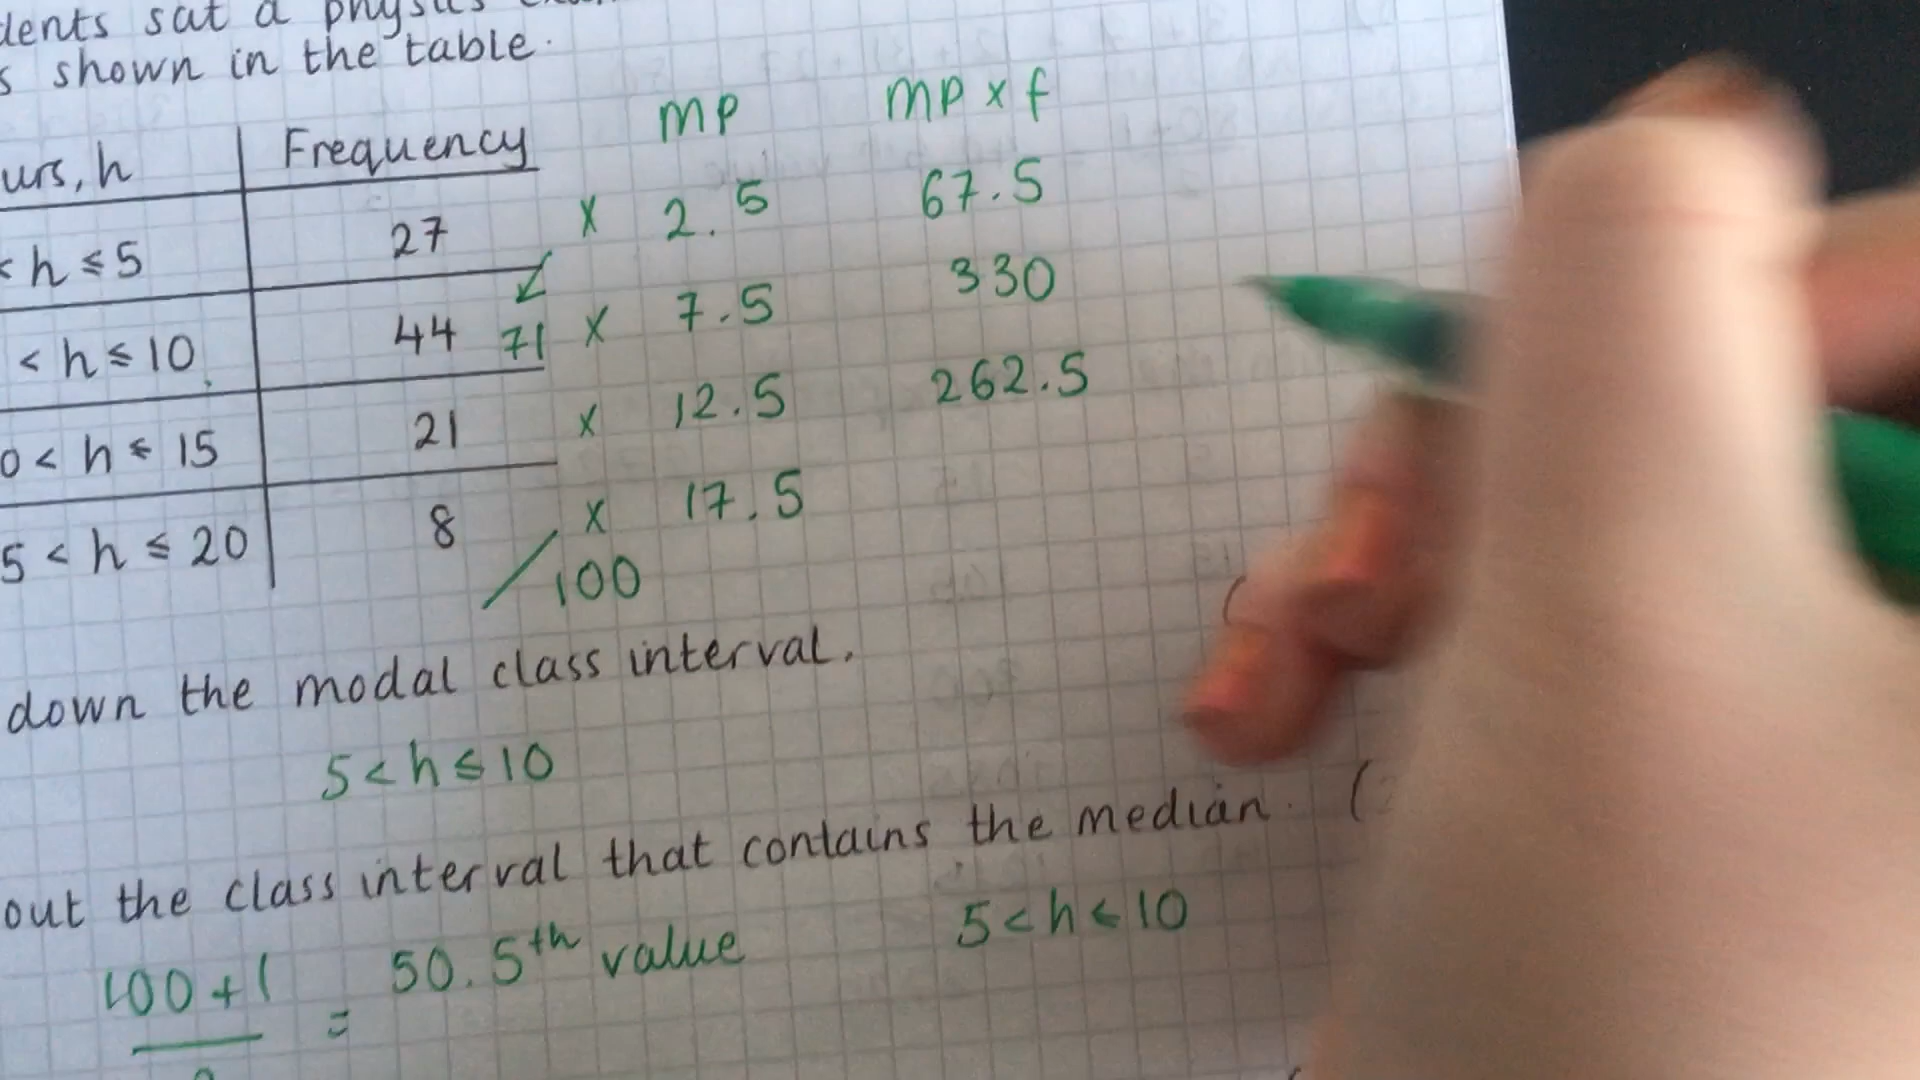 dents sat a physics
s shown in the table.
mp mp x f
urs, h Frequency
< h ≤ 5 27 x 2.5 67.5
< h ≤ 10 44 71 x 7.5 330
0 < h ≤ 15 21 x 12.5 262.5
5 < h ≤ 20 8 x 17.5
100
down the modal class interval.
5 < h ≤ 10
out the class interval that contains the median. (
100 + 1 = 50.5th value 5 < h ≤ 10